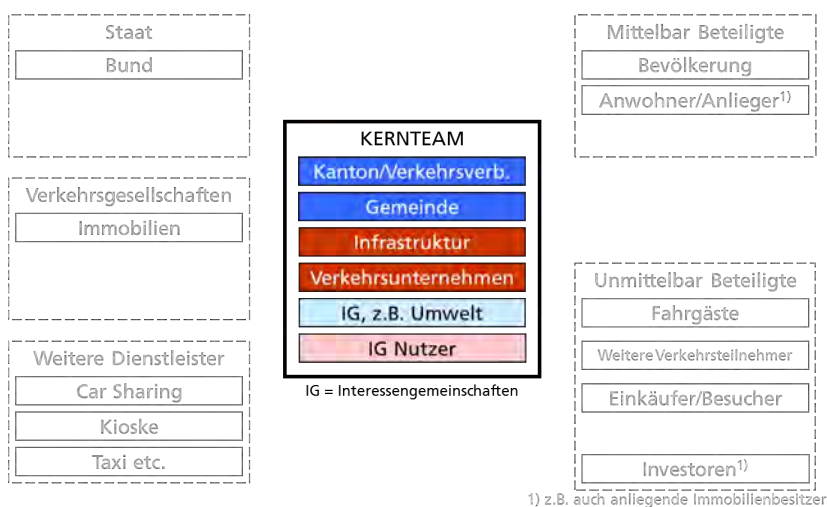 Staat
Bund
Verkehrsgesellschaften
Immobilien
Weitere Dienstleister
Car Sharing
Kioske
Taxi etc.
KERNTEAM
Kanton/Verkehrsverb.
Gemeinde
Infrastruktur
Verkehrsunternehmen
IG, z.B. Umwelt
IG Nutzer
IG = Interessengemeinschaften
Mittelbar Beteiligte
Bevölkerung
Anwohner/Anlieger1)
Unmittelbar Beteiligte
Fahrgäste
Weitere Verkehrsteilnehmer
Einkäufer/Besucher
Investoren1)
1) z.B. auch anliegende Immobilienbesitzer